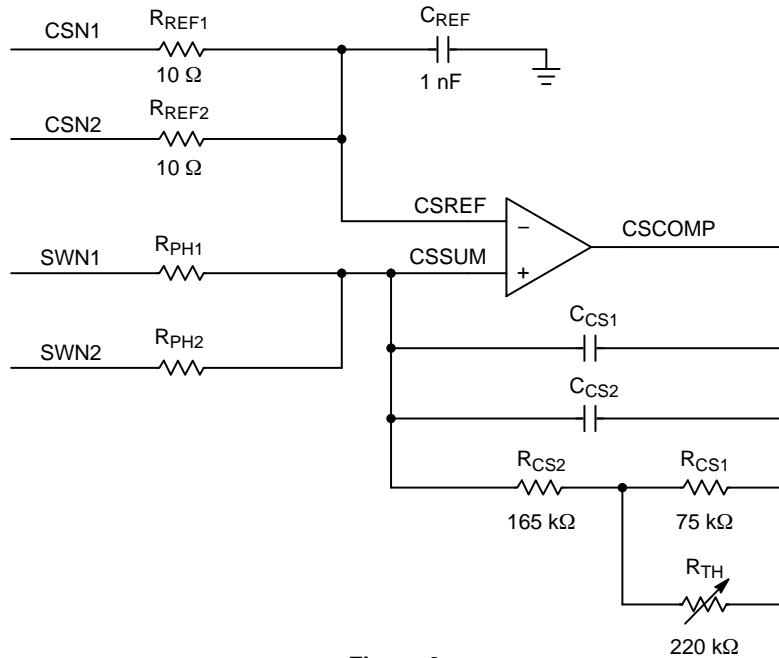 CSN1
RREF1
10 Ω
CREF
1 nF
CSN2
RREF2
10 Ω
CSREF
−
CSCOMP
SWN1
RPH1
CSSUM
+
SWN2
RPH2
CCS1
CCS2
RCS2
165 kΩ
RCS1
75 kΩ
RTH
220 kΩ